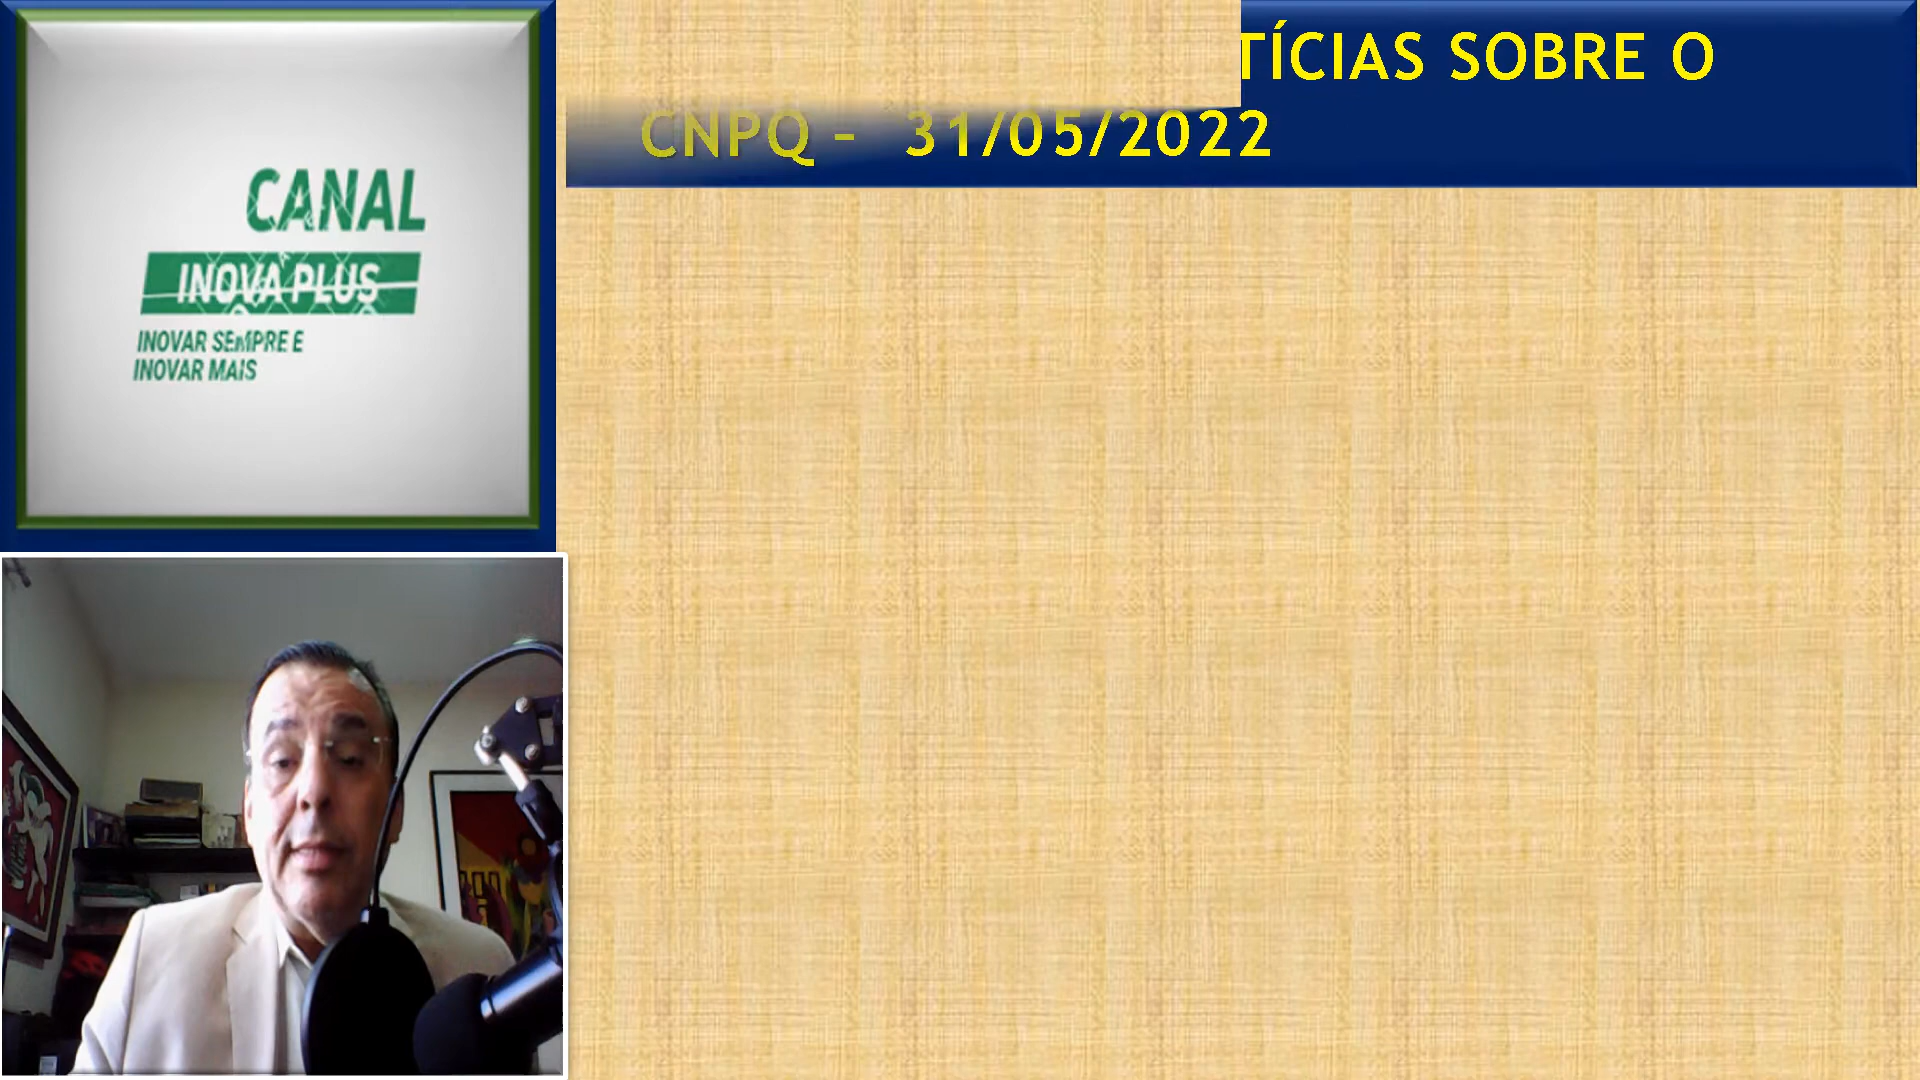 CANAL
INOVA PLUS
INOVAR SEMPRE E
INOVAR MAIS
TÍCIAS SOBRE O
CNPQ - 31/05/2022